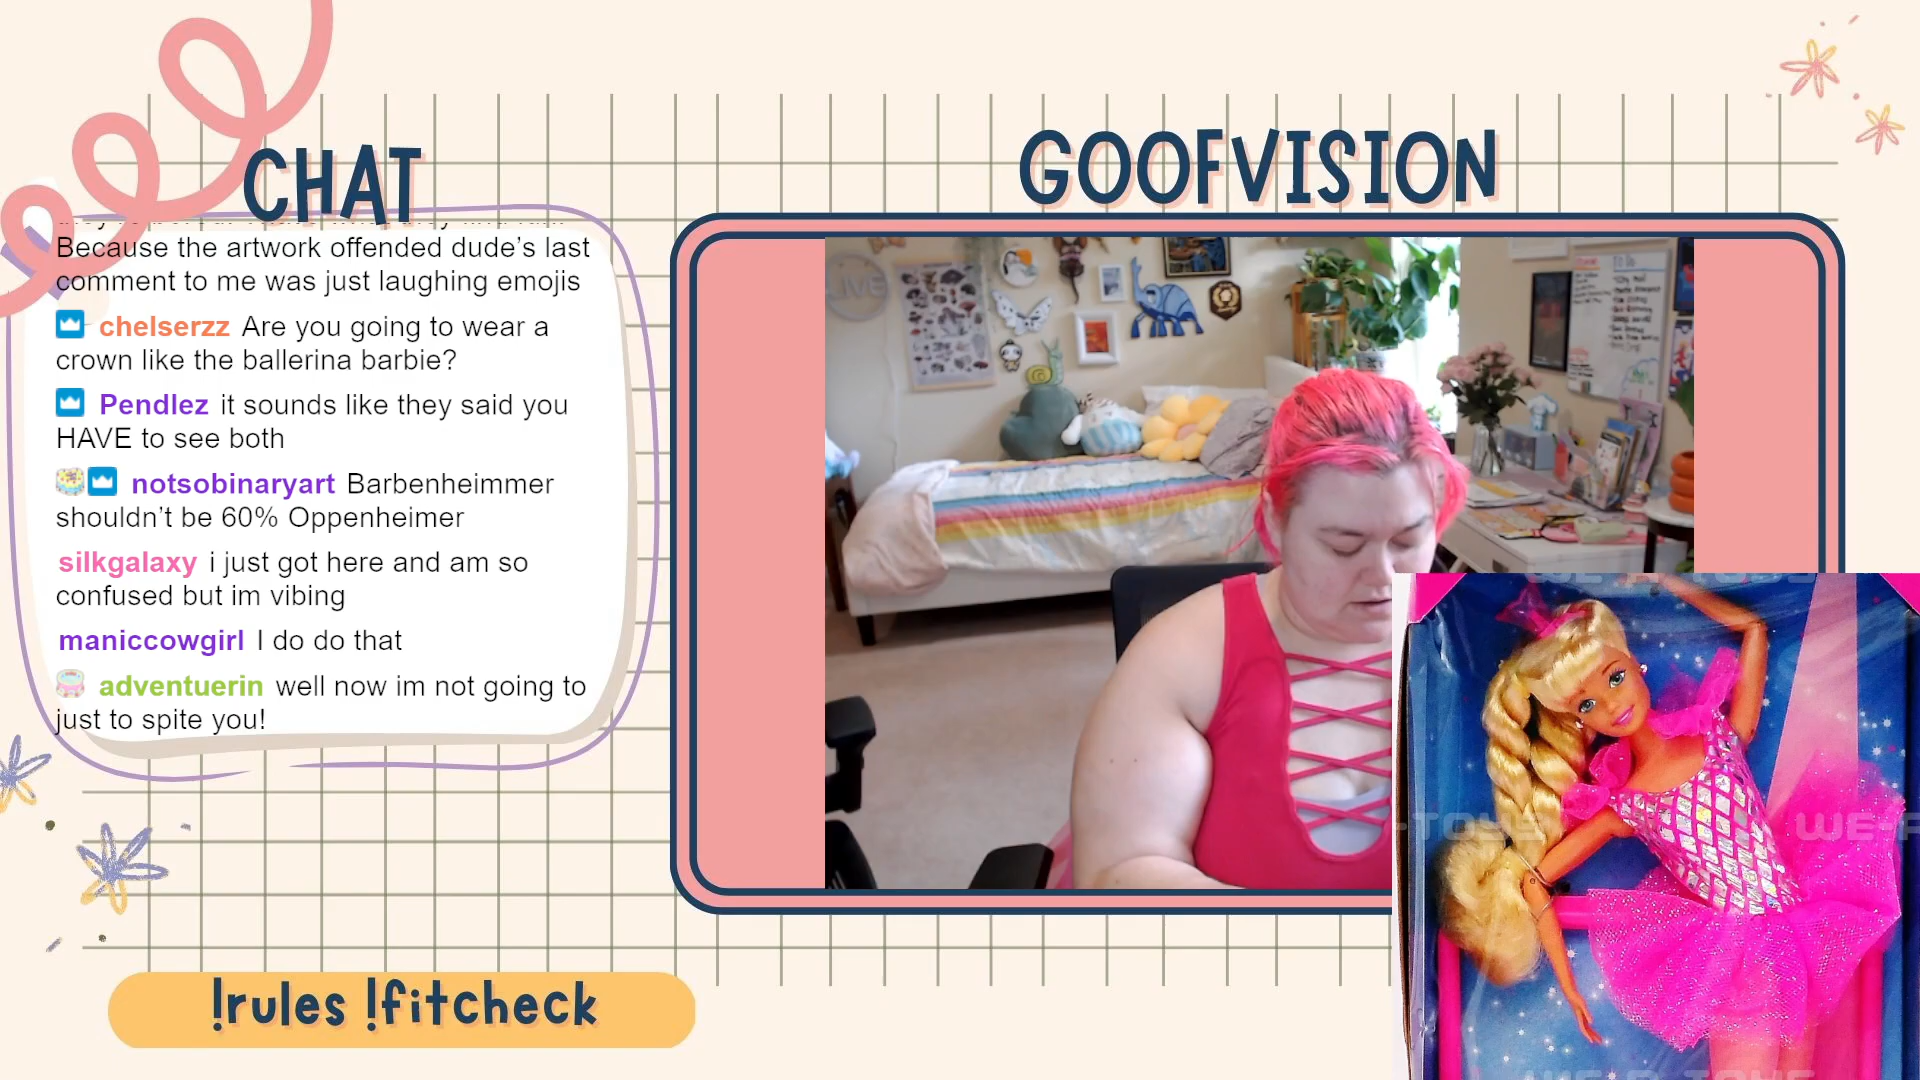 CHAT
GOOFVISION
Because the artwork offended dude’s last
comment to me was just laughing emojis
chelserzz Are you going to wear a
crown like the ballerina barbie?
Pendlez it sounds like they said you
HAVE to see both
notsobinaryart Barbenheimmer
shouldn’t be 60% Oppenheimer
silkgalaxy i just got here and am so
confused but im vibing
maniccowgirl I do do that
adventuerin well now im not going to
just to spite you!
LIVE
!rules !fitcheck